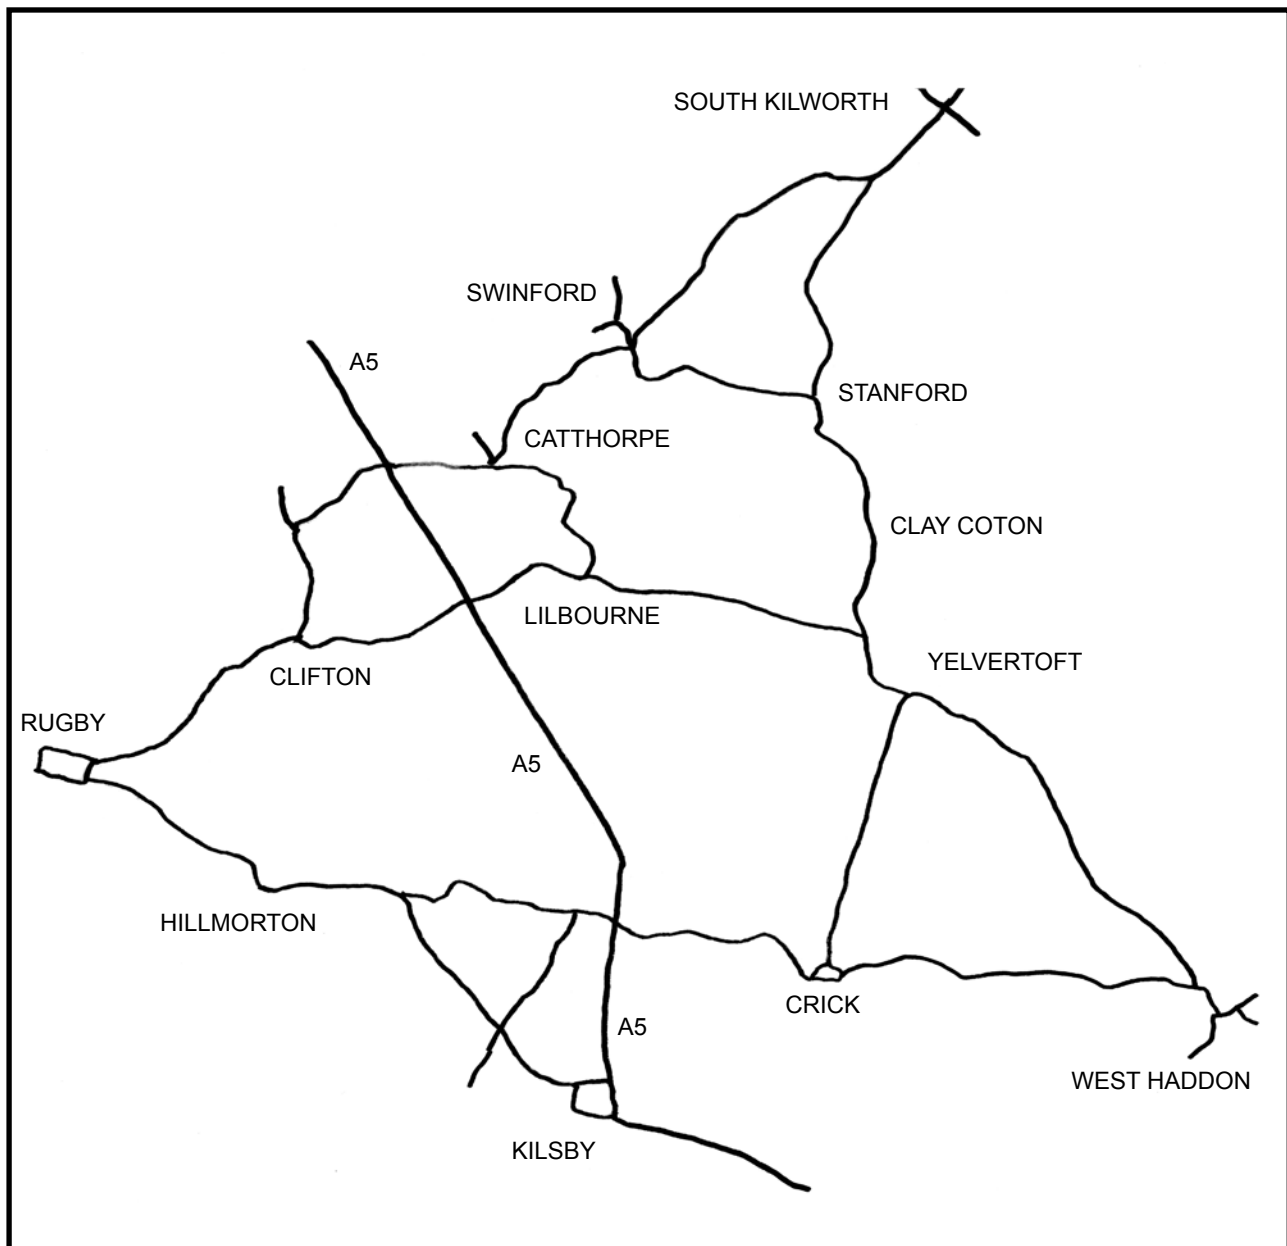 SOUTH KILWORTH
SWINFORD
A5
STANFORD
CATTHORPE
CLAY COTON
LILBOURNE
YELVERTOFT
CLIFTON
RUGBY
A5
HILLMORTON
CRICK
A5
WEST HADDON
KILSBY